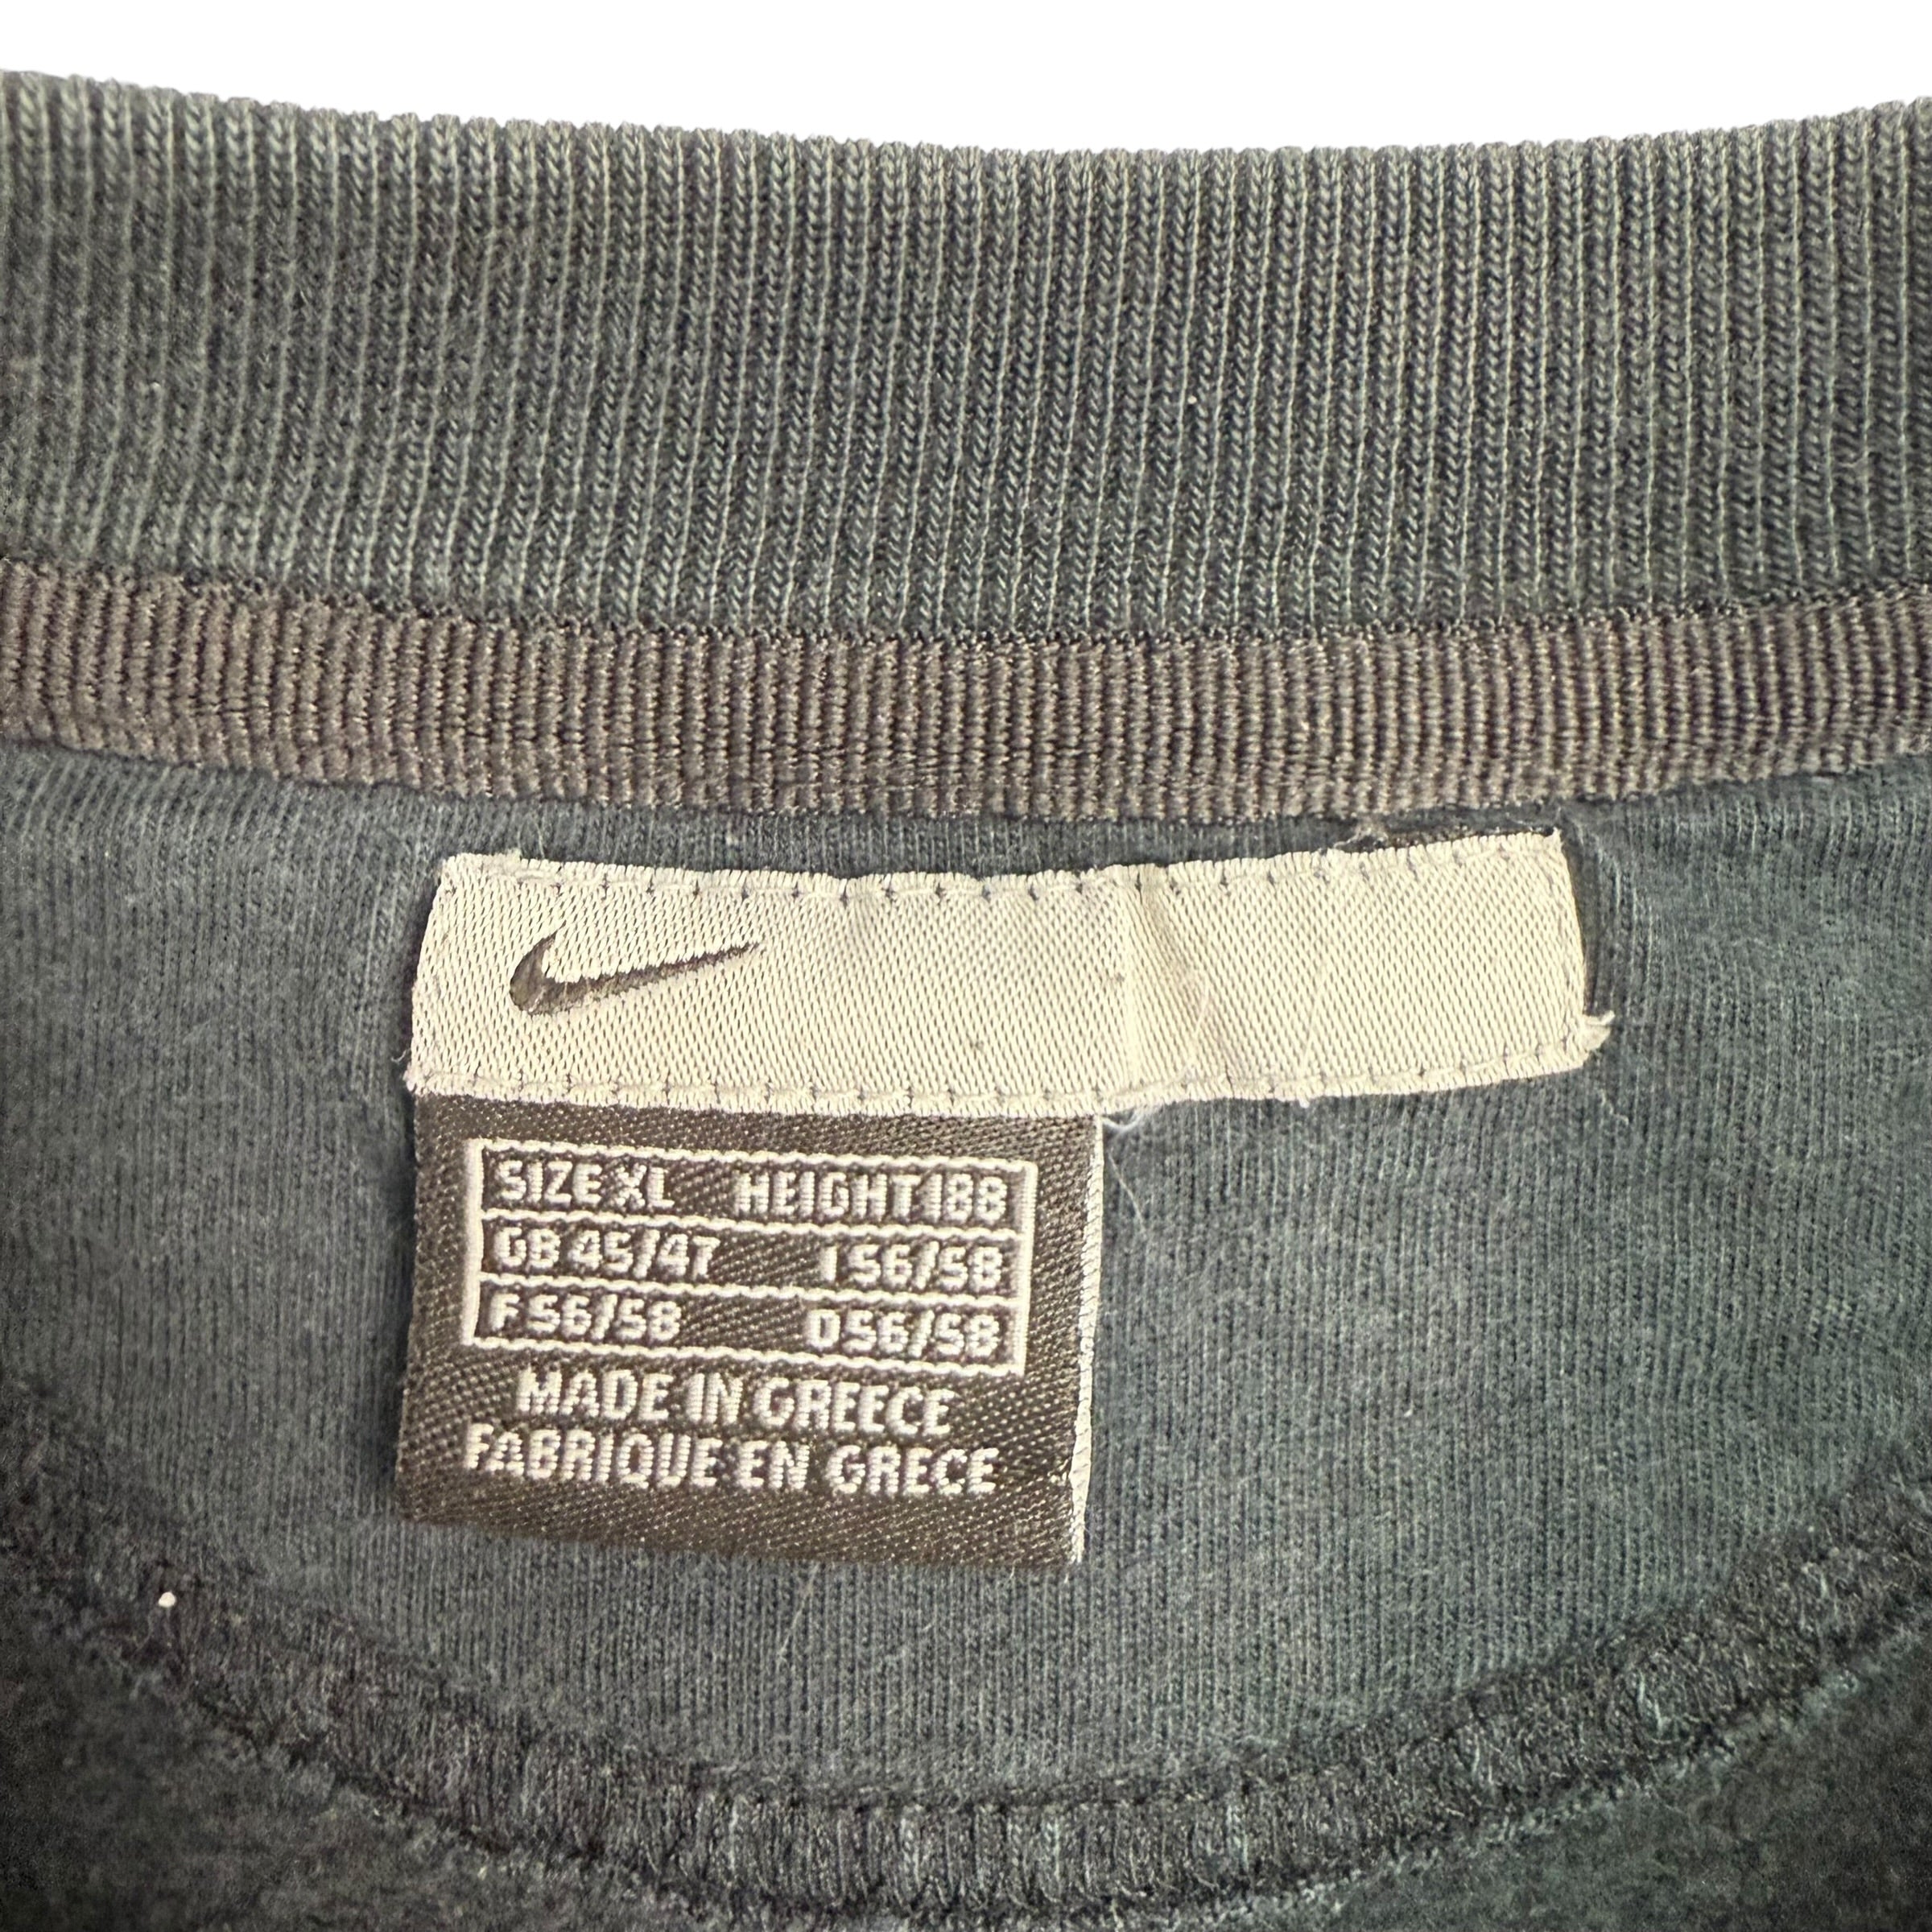 SIZE XL HEIGHT 188
GB 45/47 I 56/58
F 56/58 D 56/58
MADE IN GREECE
FABRIQUE EN GRECE